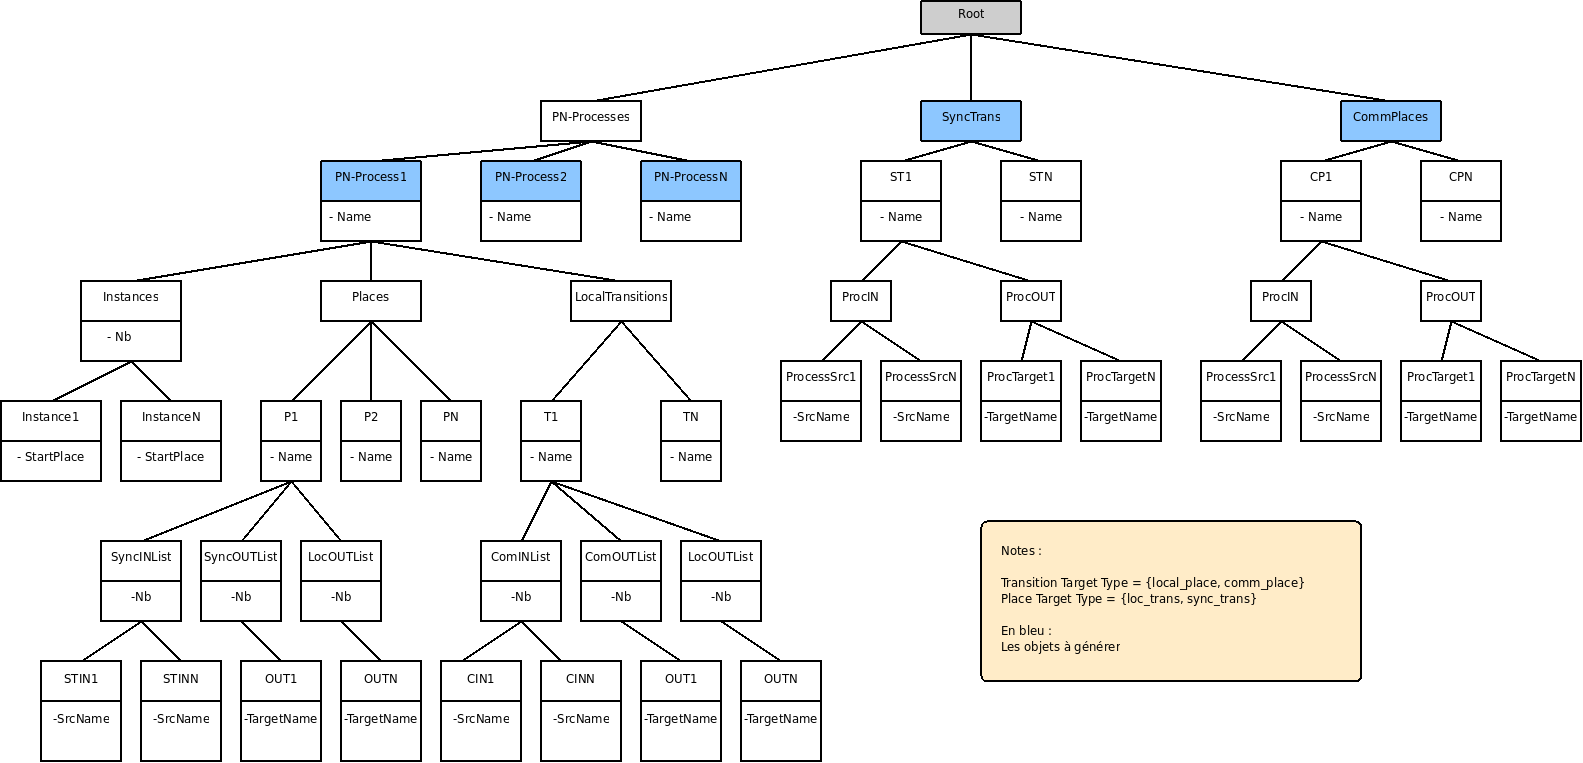 Root
PN-Processes
SyncTrans
CommPlaces
PN-Process1
- Name
PN-Process2
- Name
PN-ProcessN
- Name
ST1
- Name
STN
- Name
CP1
- Name
CPN
- Name
Instances
- Nb
Places
LocalTransitions
ProcIN
ProcOUT
ProcIN
ProcOUT
ProcessSrc1
-SrcName
ProcessSrcN
-SrcName
ProcTarget1
-TargetName
ProcTargetN
-TargetName
ProcessSrc1
-SrcName
ProcessSrcN
-SrcName
ProcTarget1
-TargetName
ProcTargetN
-TargetName
Instance1
- StartPlace
InstanceN
- StartPlace
P1
- Name
P2
- Name
PN
- Name
T1
- Name
TN
- Name
SyncINList
-Nb
SyncOUTList
-Nb
LocOUTList
-Nb
ComINList
-Nb
ComOUTList
-Nb
LocOUTList
-Nb
STIN1
-SrcName
STINN
-SrcName
OUT1
-TargetName
OUTN
-TargetName
CIN1
-SrcName
CINN
-SrcName
OUT1
-TargetName
OUTN
-TargetName
Notes :
Transition Target Type = {local_place, comm_place}
Place Target Type = {loc_trans, sync_trans}
En bleu :
Les objets à générer